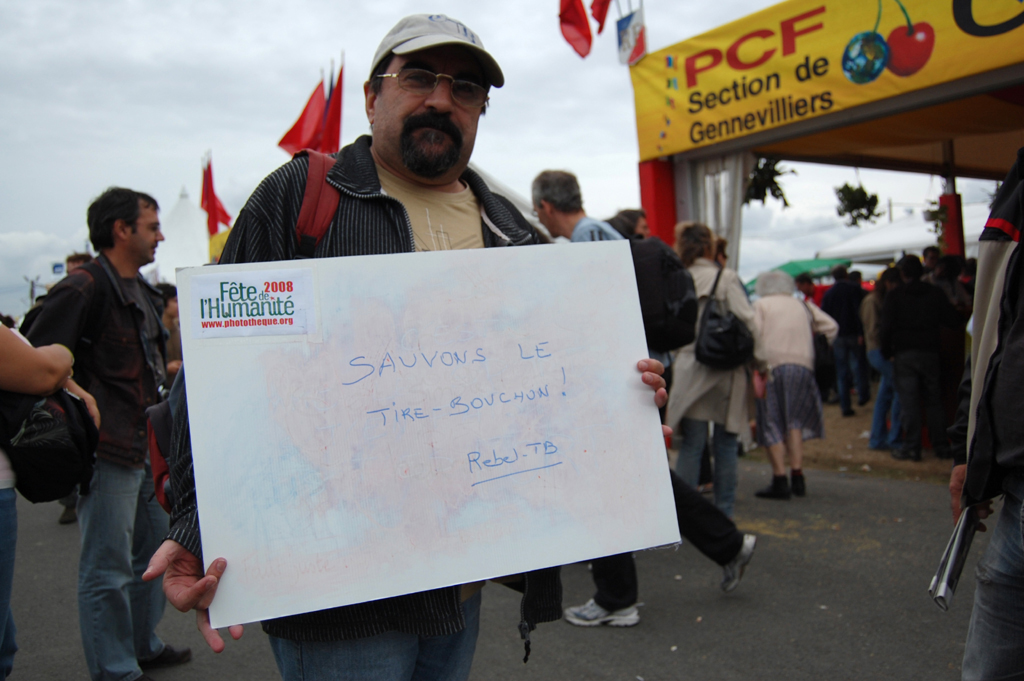 PCF
Section de
Gennevilliers
Fête de 2008
l'Humanité
www.phototheque.org
SAUVONS LE
TIRE-BOUCHON!
Rebel-TB